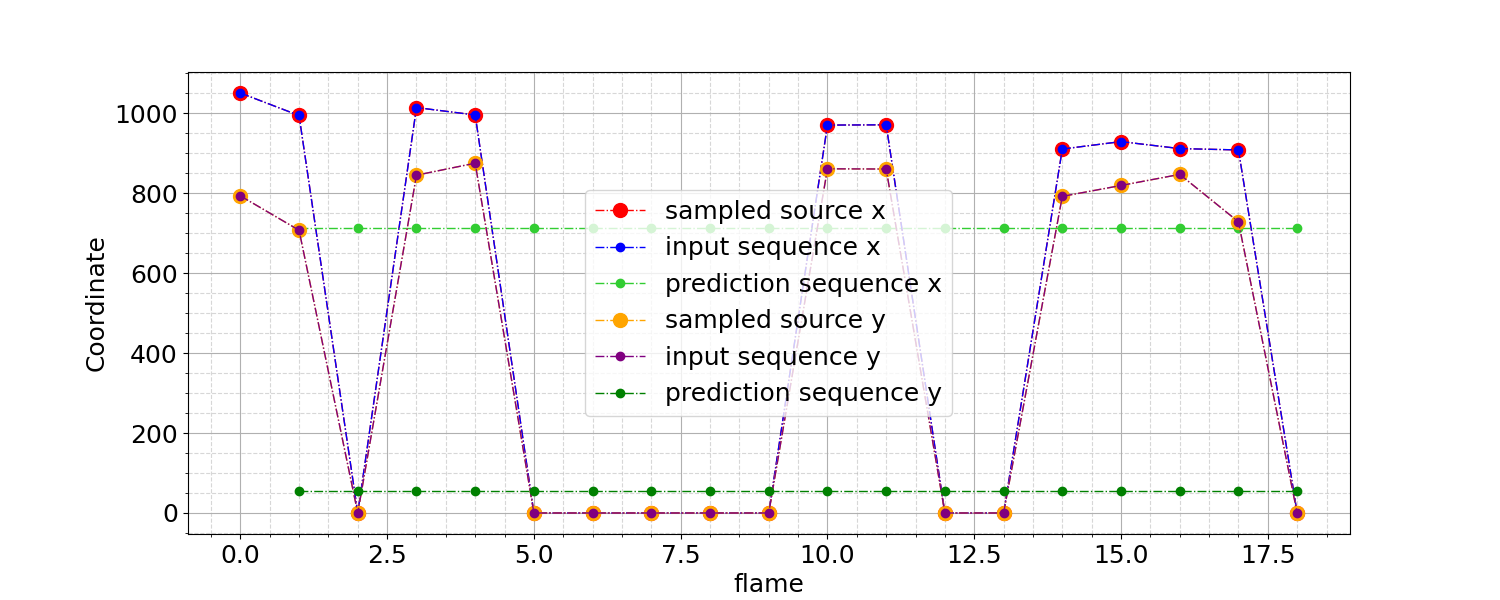 1000
800
600
400
200
0
Coordinate
sampled source x
input sequence x
prediction sequence x
sampled source y
input sequence y
prediction sequence y
0.0 2.5 5.0 7.5 10.0 12.5 15.0 17.5
flame